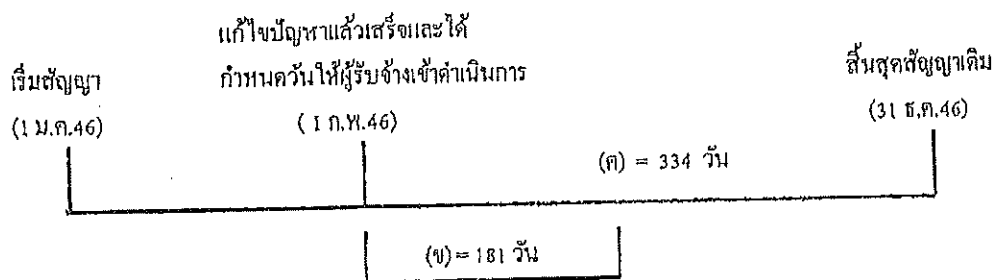 แก้ไขปัญหาแล้วเสร็จและได้
เริ่มสัญญา
กำหนดวันให้ผู้รับจ้างเข้าดำเนินการ
สิ้นสุดสัญญาเดิม
(1 ม.ค.46)
( 1 ก.พ.46)
(31 ธ.ค.46)
(ค) = 334 วัน
(ข) = 181 วัน